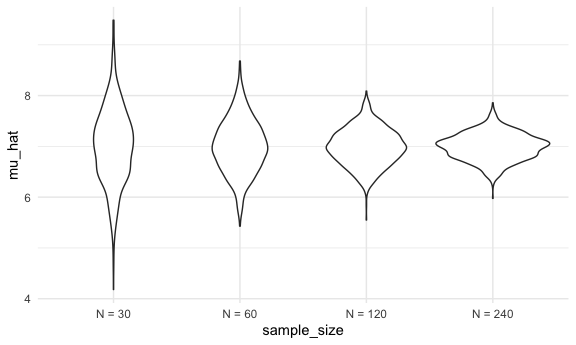 mu_hat
8
6
4
N = 30
N = 60
N = 120
N = 240
sample_size